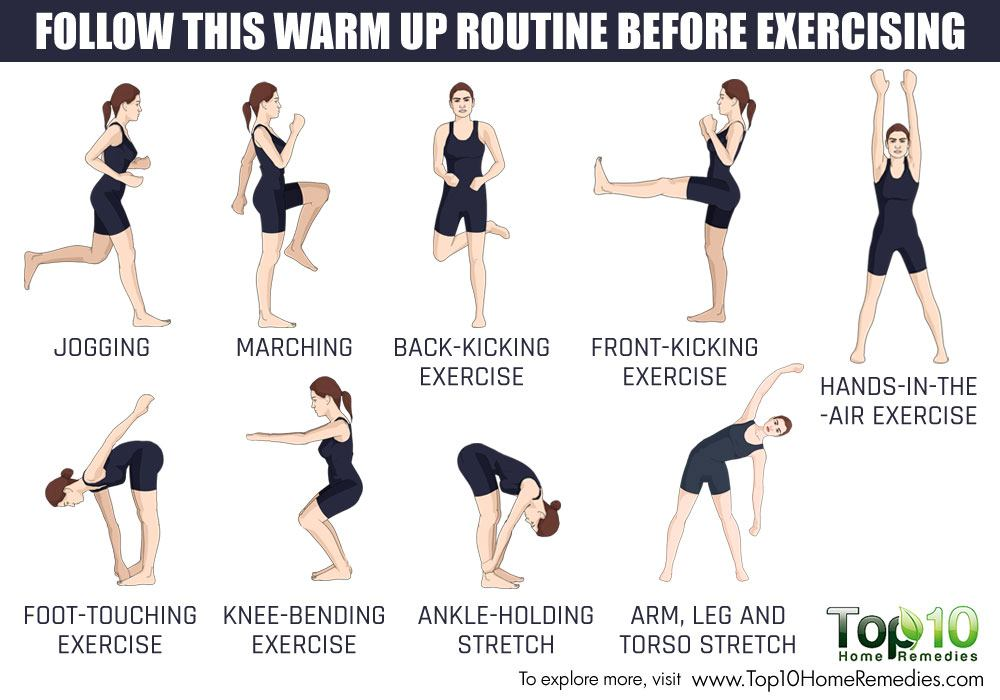 FOLLOW THIS WARM UP ROUTINE BEFORE EXERCISING
JOGGING
MARCHING
BACK-KICKING
EXERCISE
FRONT-KICKING
EXERCISE
HANDS-IN-THE
-AIR EXERCISE
FOOT-TOUCHING
EXERCISE
KNEE-BENDING
EXERCISE
ANKLE-HOLDING
STRETCH
ARM, LEG AND
TORSO STRETCH
Top10
Home Remedies
To explore more, visit www.Top10HomeRemedies.com